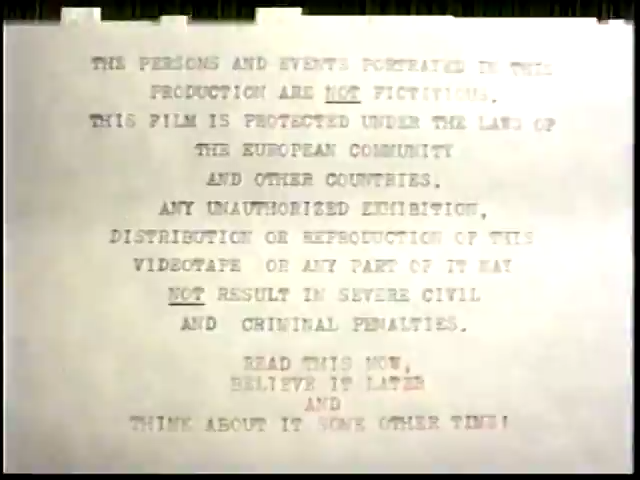 THE PERSONS AND EVENTS PORTRAYED IN THIS
PRODUCTION ARE NOT FICTITIOUS.
THIS FILM IS PROTECTED UNDER THE LAWS OF
THE EUROPEAN COMMUNITY
AND OTHER COUNTRIES.
ANY UNAUTHORIZED EXHIBITION,
DISTRIBUTION OR REPRODUCTION OF THIS
VIDEOTAPE OR ANY PART OF IT MAY
NOT RESULT IN SEVERE CIVIL
AND CRIMINAL PENALTIES.
READ THIS NOW,
BELIEVE IT LATER
AND
THINK ABOUT IT SOME OTHER TIME!